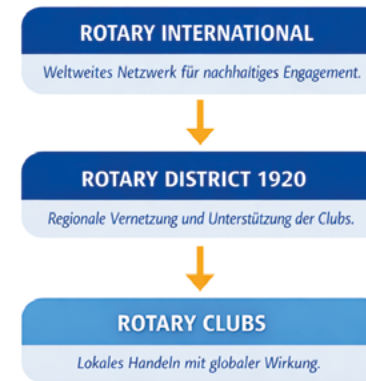 ROTARY INTERNATIONAL
Weltweites Netzwerk für nachhaltiges Engagement.
ROTARY DISTRICT 1920
Regionale Vernetzung und Unterstützung der Clubs.
ROTARY CLUBS
Lokales Handeln mit globaler Wirkung.